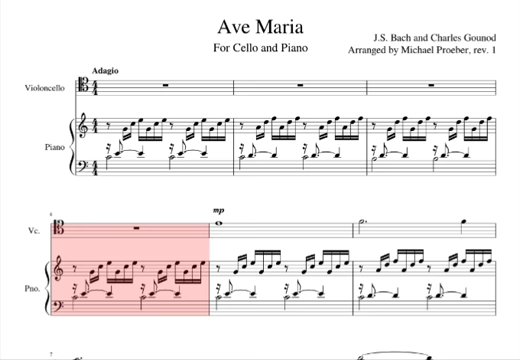 Ave Maria
For Cello and Piano
J.S. Bach and Charles Gounod
Arranged by Michael Proeber, rev. 1
Adagio
Violoncello
Piano
mp
Vc.
Pno.
7